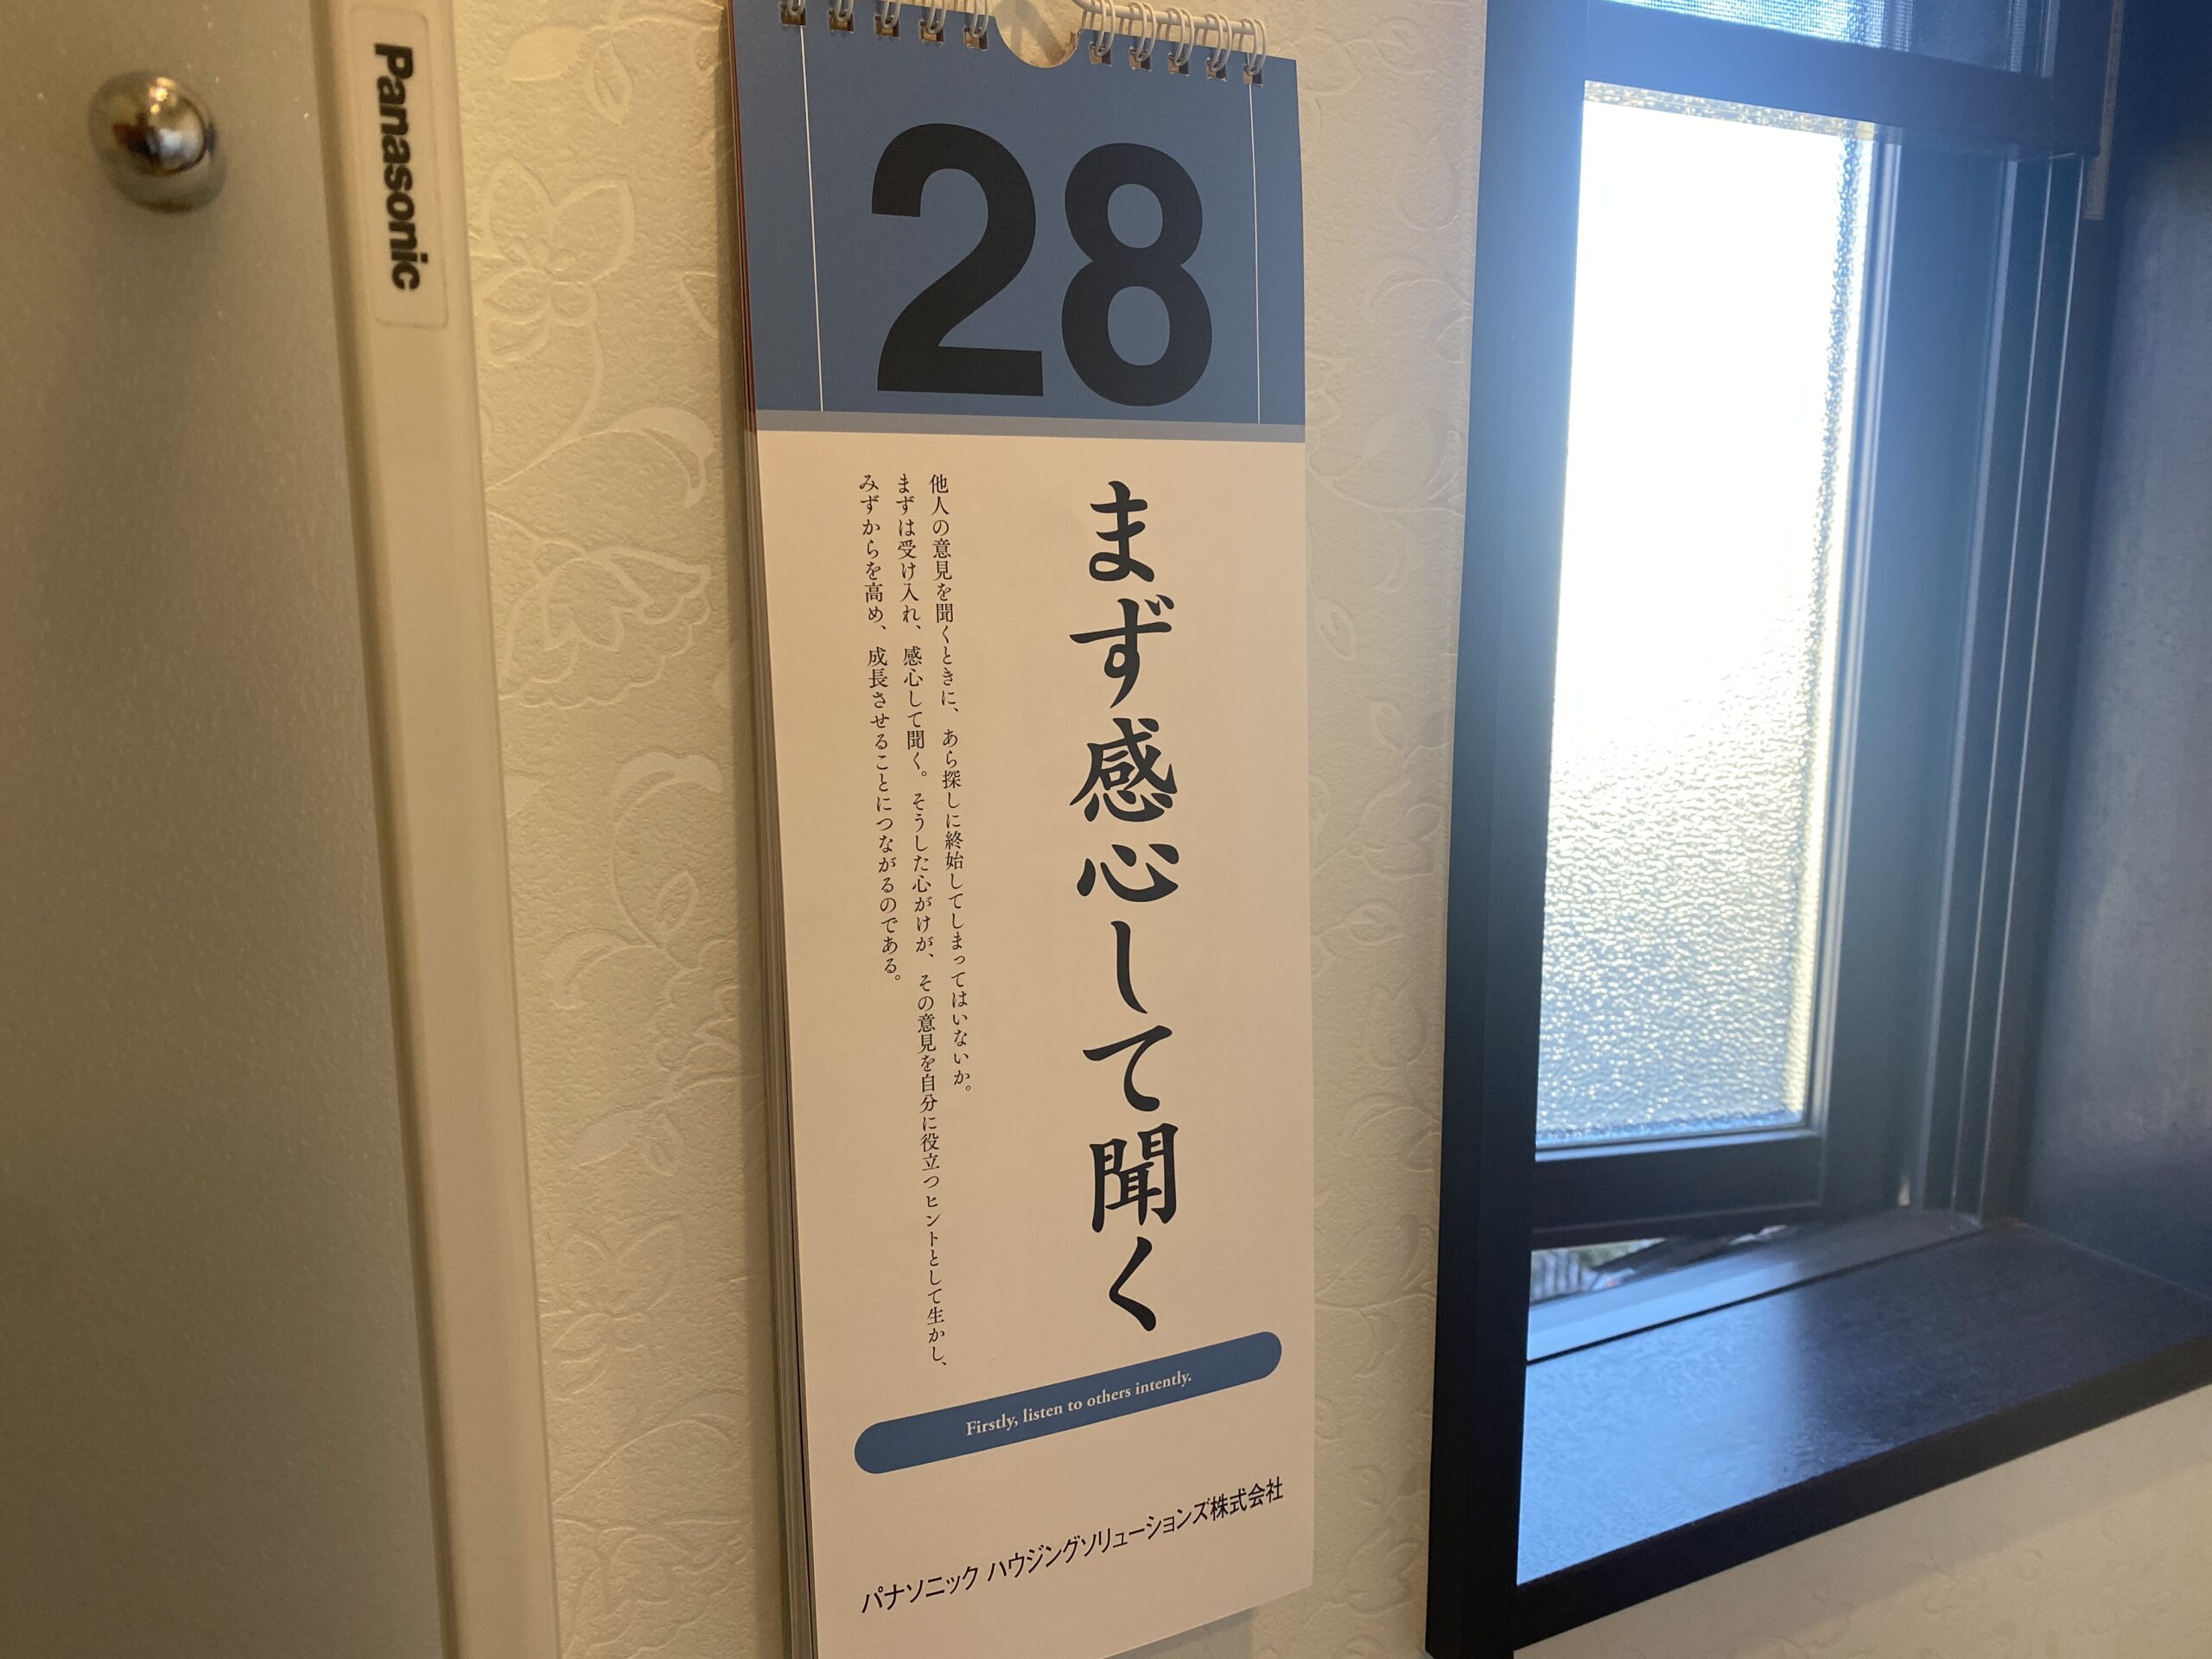 Panasonic
28
まず感心して聞く
他人の意見を聞くときに、あら探しに終始してしまってはいないか。
まずは受け入れ、感心して聞く。そうした心がけが、その意見を自分に役立つヒントとして生かし、
みずからを高め、成長させることにつながるのである。
Firstly, listen to others intently.
パナソニック ハウジングソリューションズ株式会社